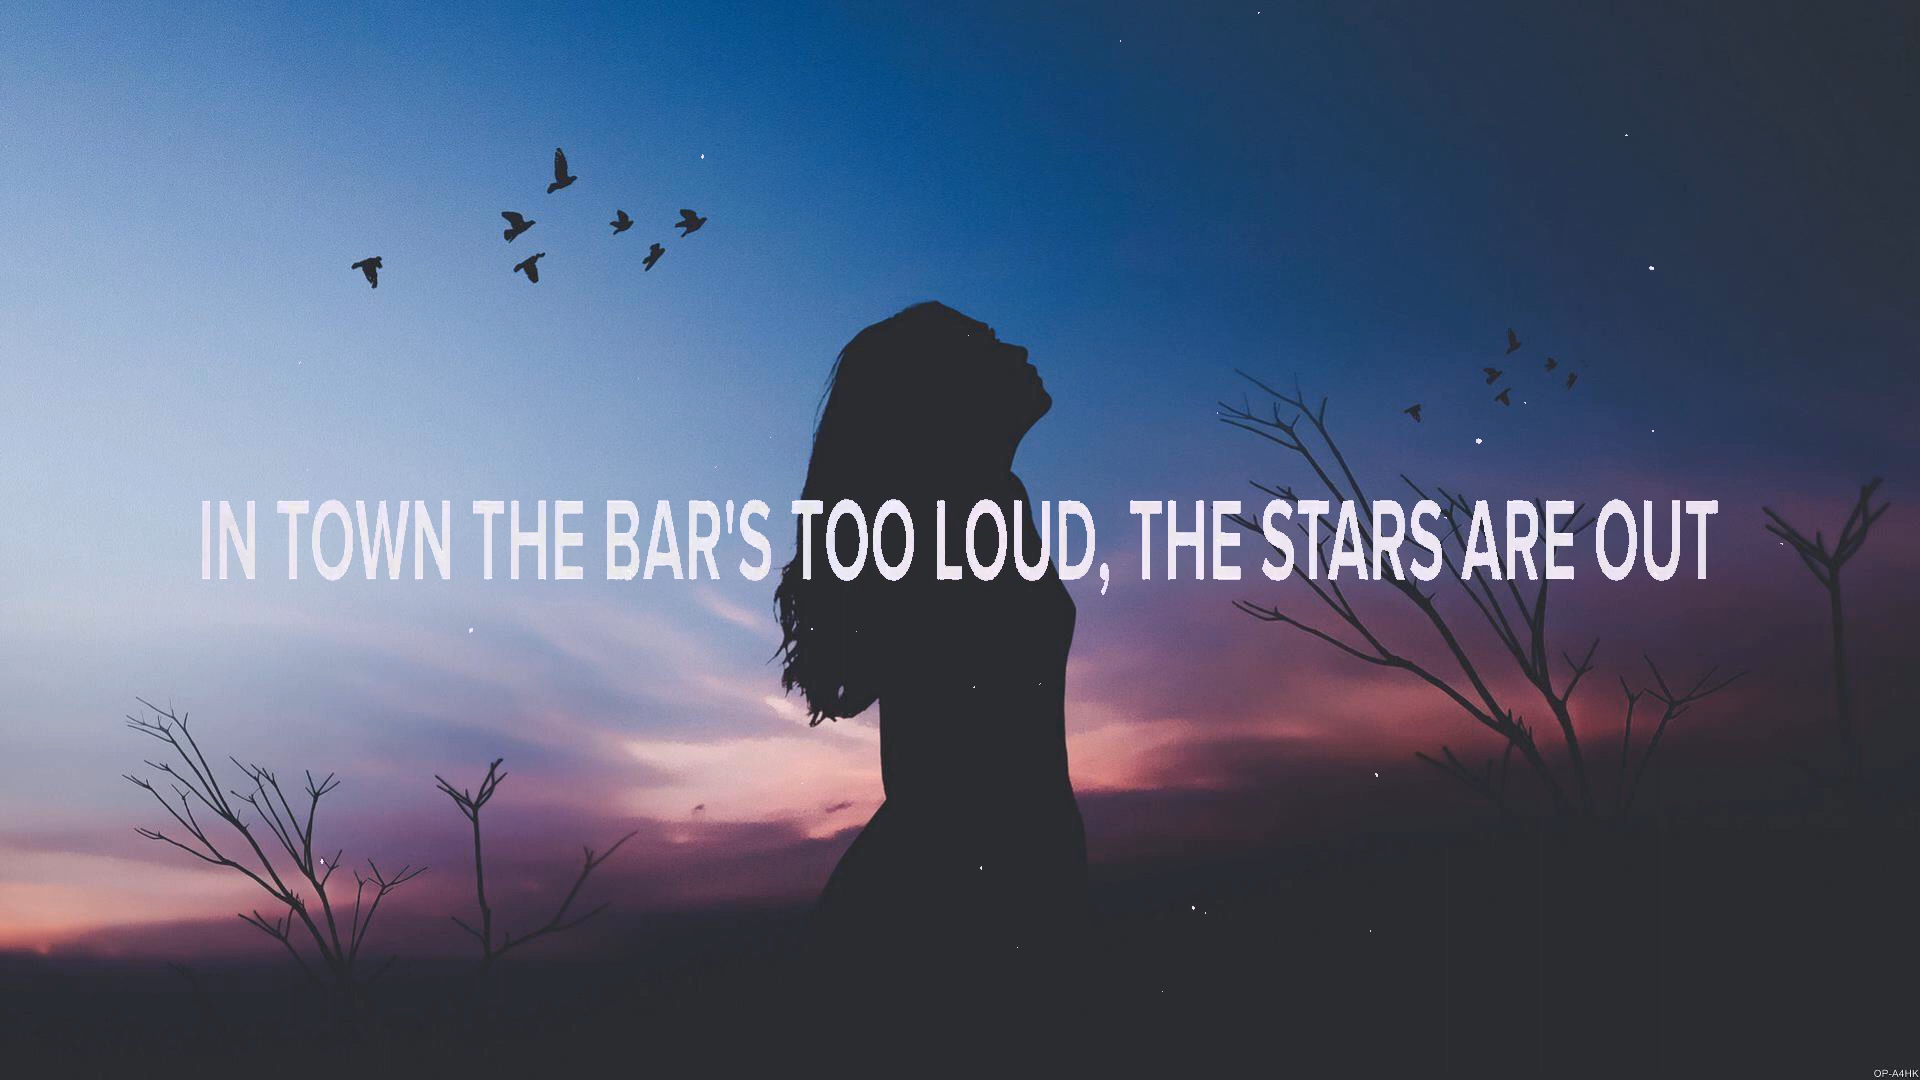 IN TOWN THE BAR'S TOO LOUD, THE STARS ARE OUT
OP-A4HK